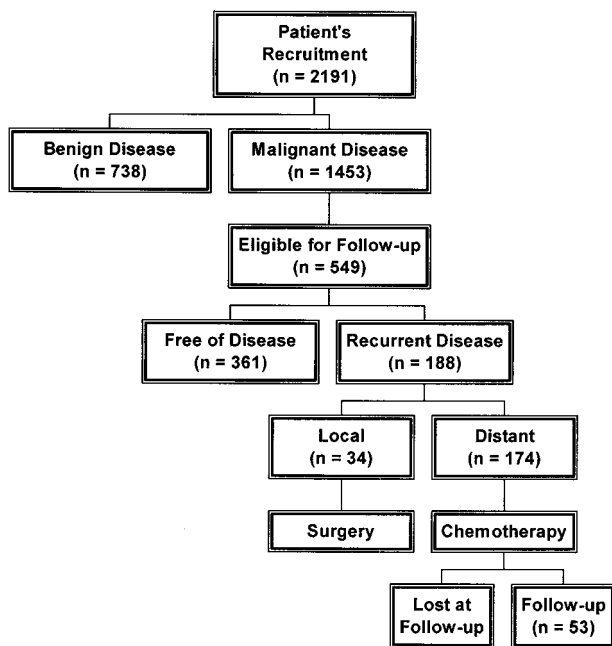 Patient's
Recruitment
(n = 2191)
Benign Disease
(n = 738)
Malignant Disease
(n = 1453)
Eligible for Follow-up
(n = 549)
Free of Disease
(n = 361)
Recurrent Disease
(n = 188)
Local
(n = 34)
Distant
(n = 174)
Surgery
Chemotherapy
Lost at
Follow-up
Follow-up
(n = 53)